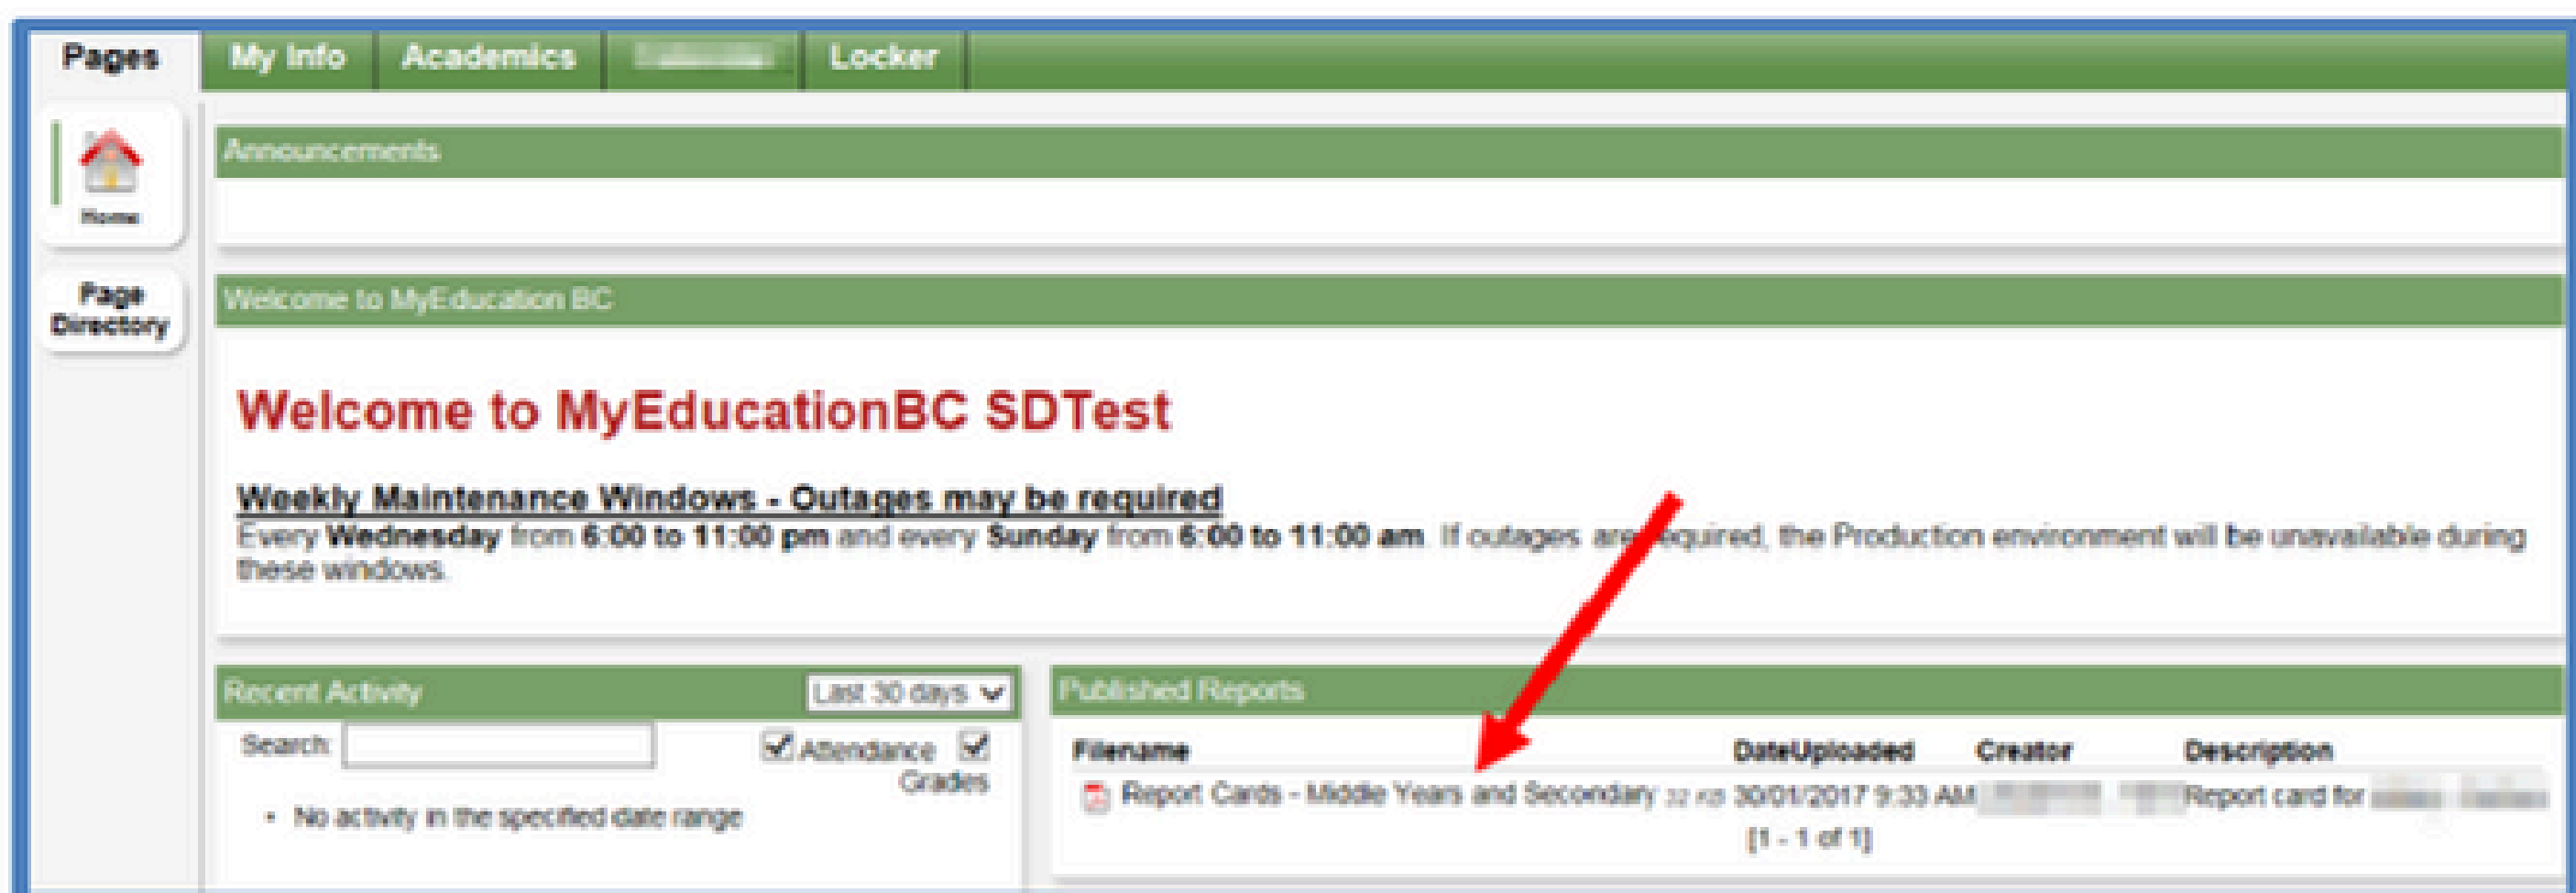 Pages
My Info
Academics
Locker
Home
Page
Directory
Announcements
Welcome to MyEducation BC
Welcome to MyEducationBC SDTest
Weekly Maintenance Windows - Outages may be required
Every Wednesday from 6:00 to 11:00 pm and every Sunday from 6:00 to 11:00 am. If outages are required, the Production environment will be unavailable during
these windows.
Recent Activity
Last 30 days
Search:
Attendance
Grades
• No activity in the specified date range
Published Reports
Filename DateUploaded Creator Description
Report Cards - Middle Years and Secondary 32 KB 30/01/2017 9:33 AM Report card for
[1 - 1 of 1]